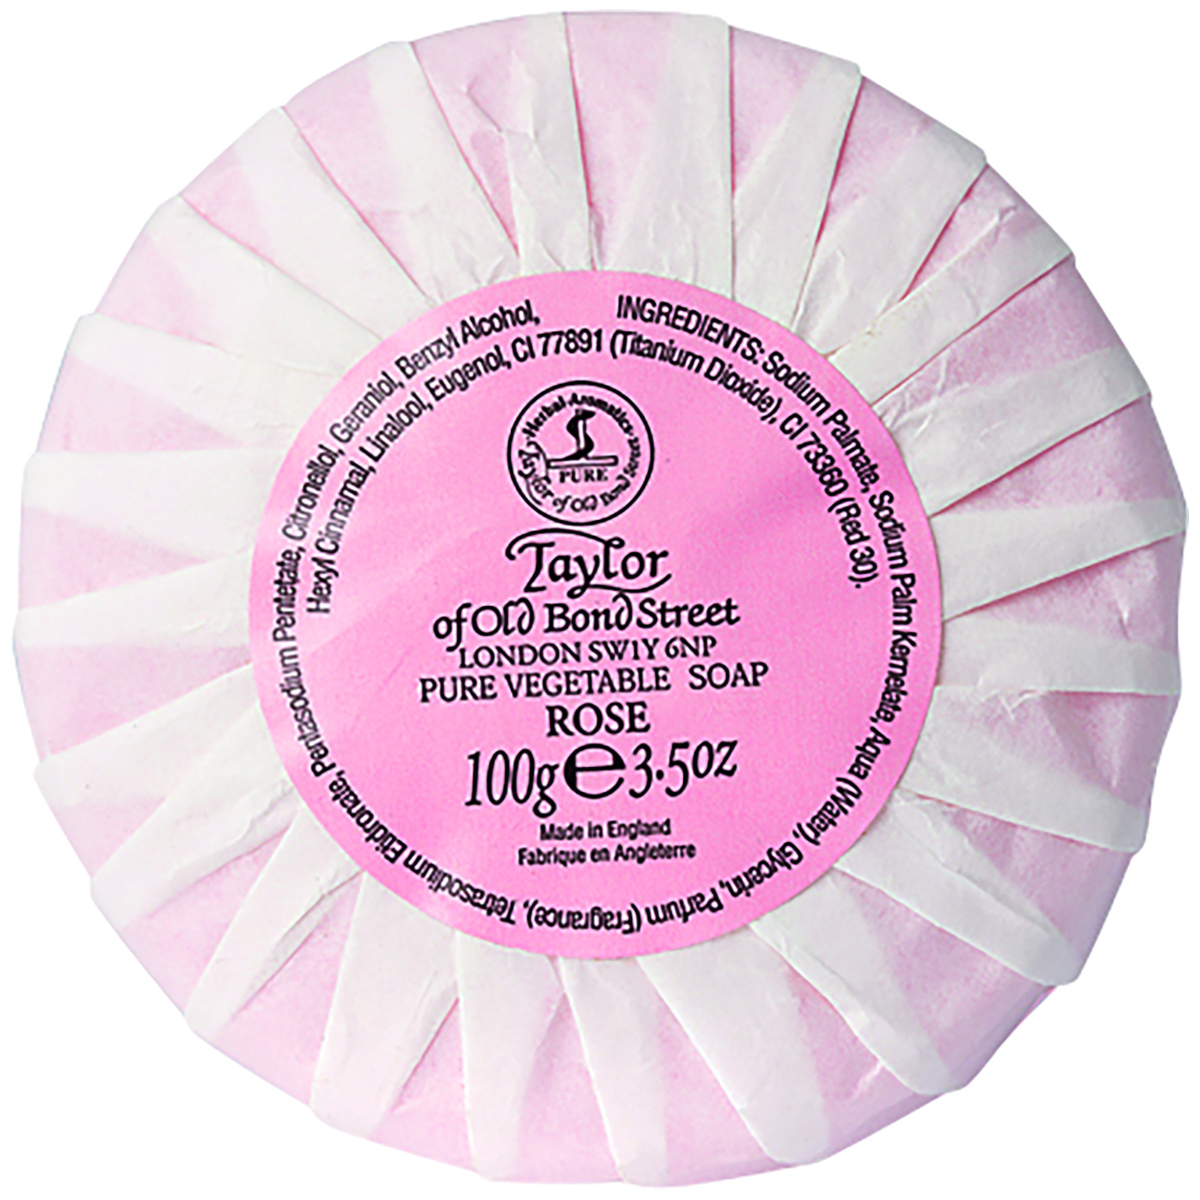 INGREDIENTS: Sodium Palmate, Sodium Palm Kernelate, Aqua (Water), Glycerin, Parfum (Fragrance), Tetrasodium Etidronate, Pentasodium Pentetate, Citronellol, Geraniol, Benzyl Alcohol,
Hexyl Cinnamal, Linalool, Eugenol, CI 77891 (Titanium Dioxide), CI 73360 (Red 30).
Taylor of Old Bond Street · Herbal · Aromatics ·
PURE
Taylor
of Old Bond Street
LONDON SW1Y 6NP
PURE VEGETABLE SOAP
ROSE
100g e 3.5oz
Made in England
Fabrique en Angleterre